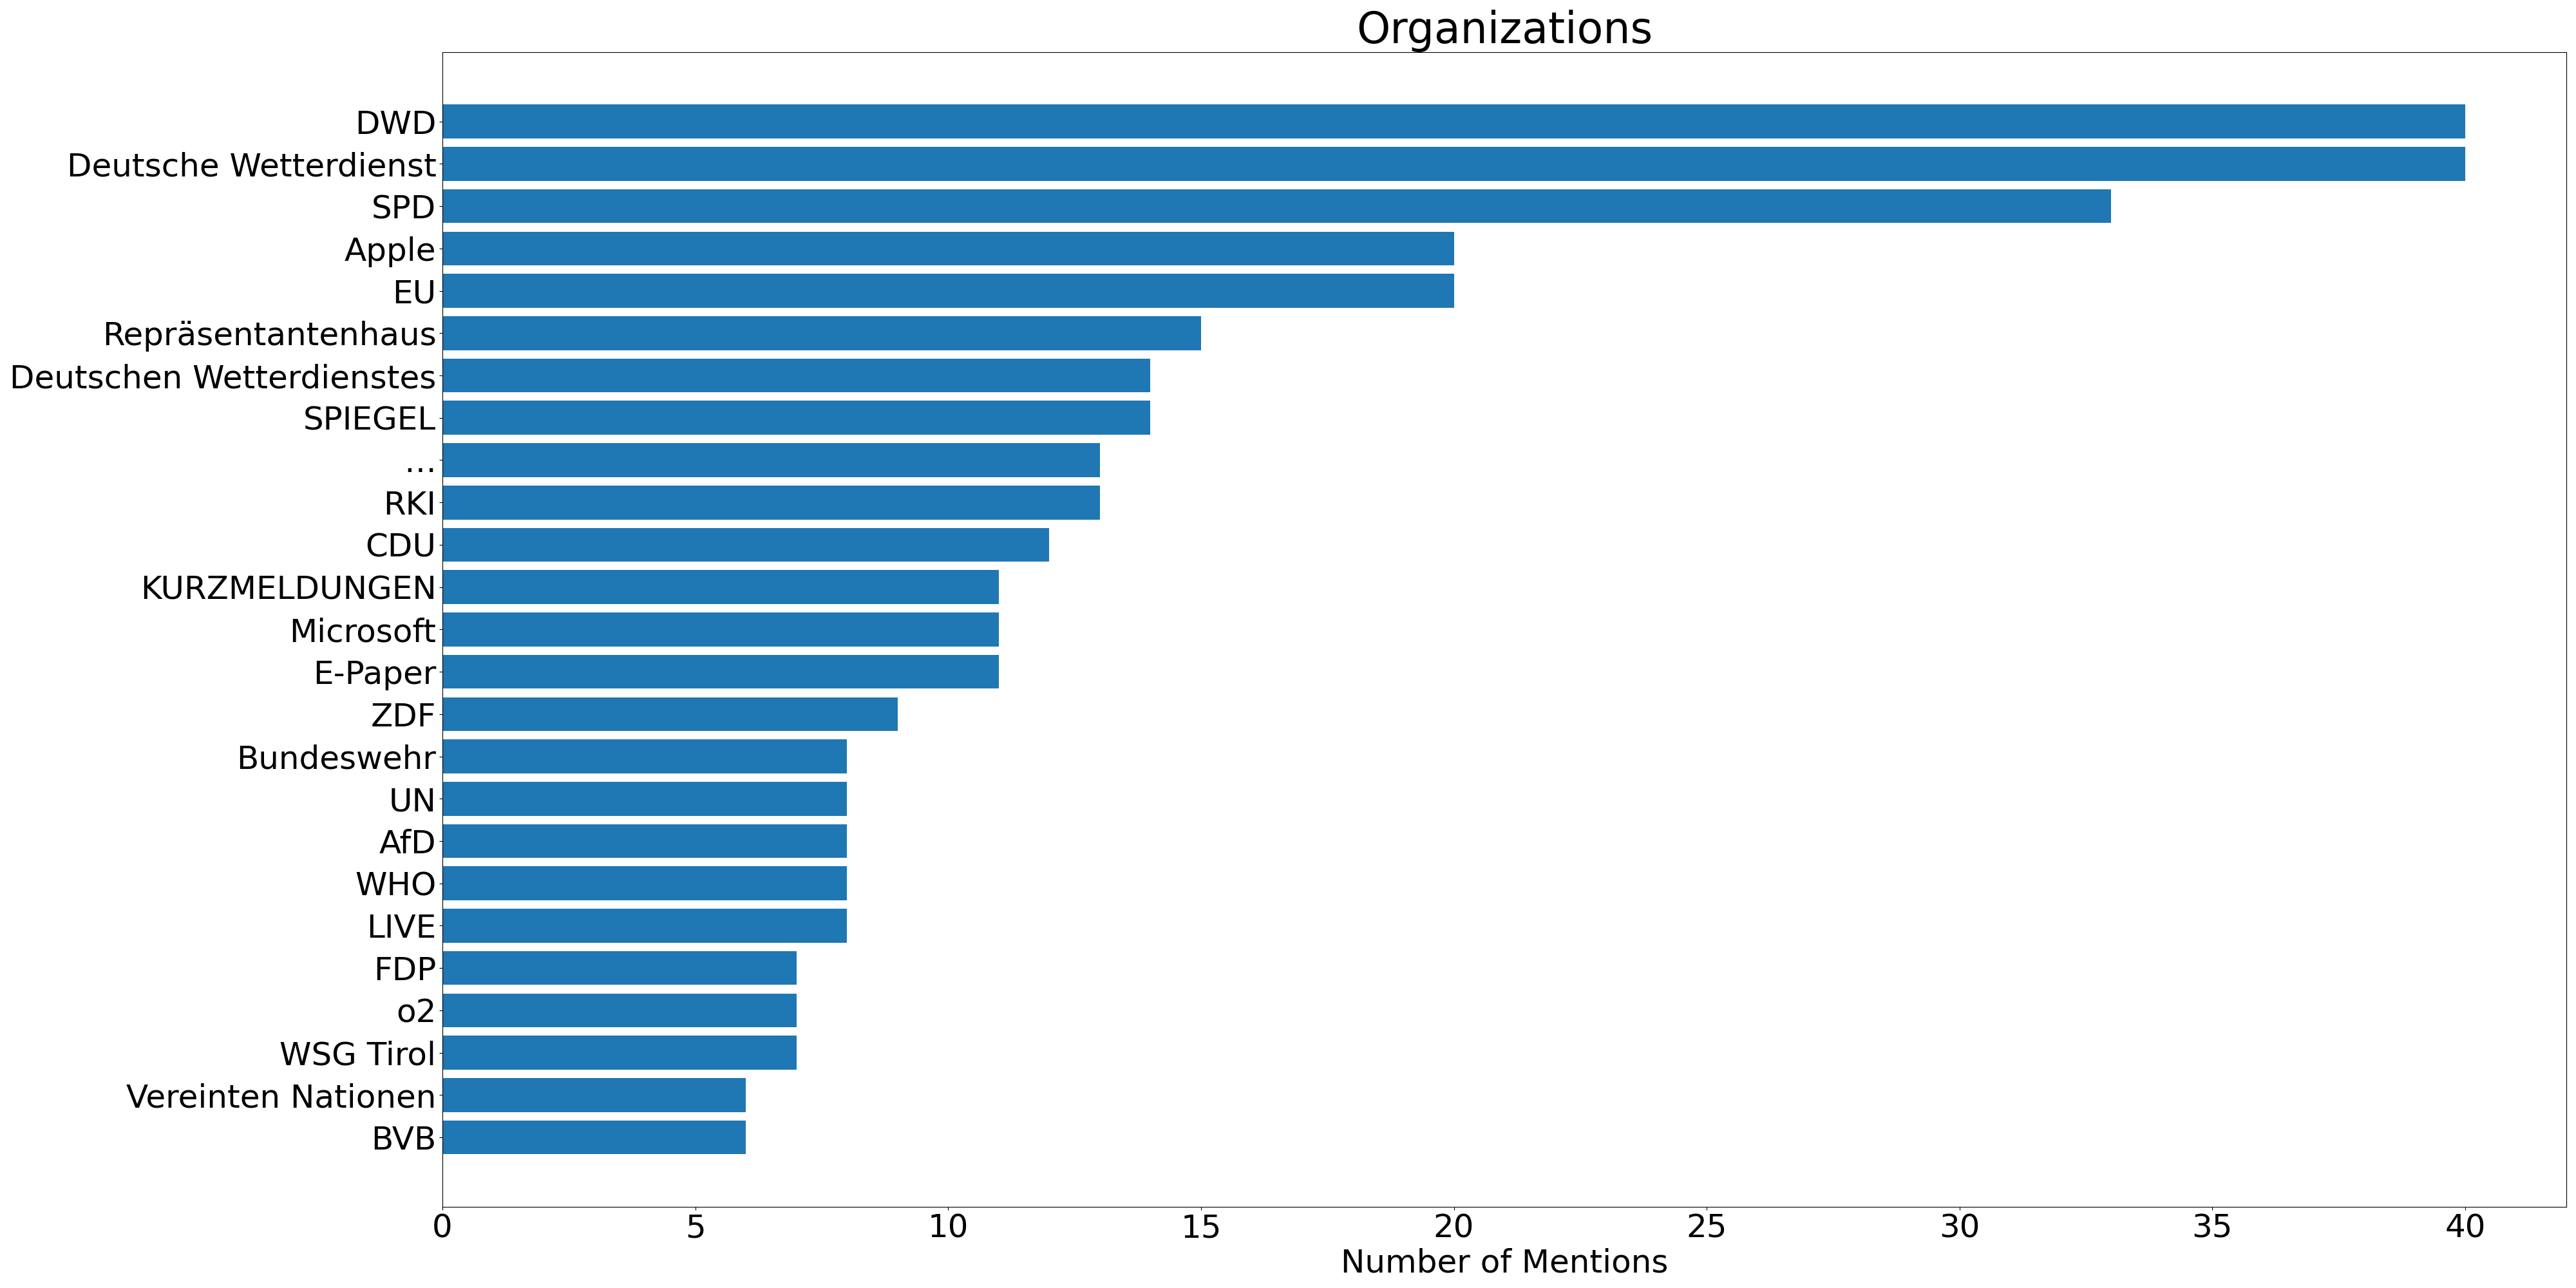 Organizations
DWD
Deutsche Wetterdienst
SPD
Apple
EU
Repräsentantenhaus
Deutschen Wetterdienstes
SPIEGEL
...
RKI
CDU
KURZMELDUNGEN
Microsoft
E-Paper
ZDF
Bundeswehr
UN
AfD
WHO
LIVE
FDP
o2
WSG Tirol
Vereinten Nationen
BVB
0 5 10 15 20 25 30 35 40
Number of Mentions